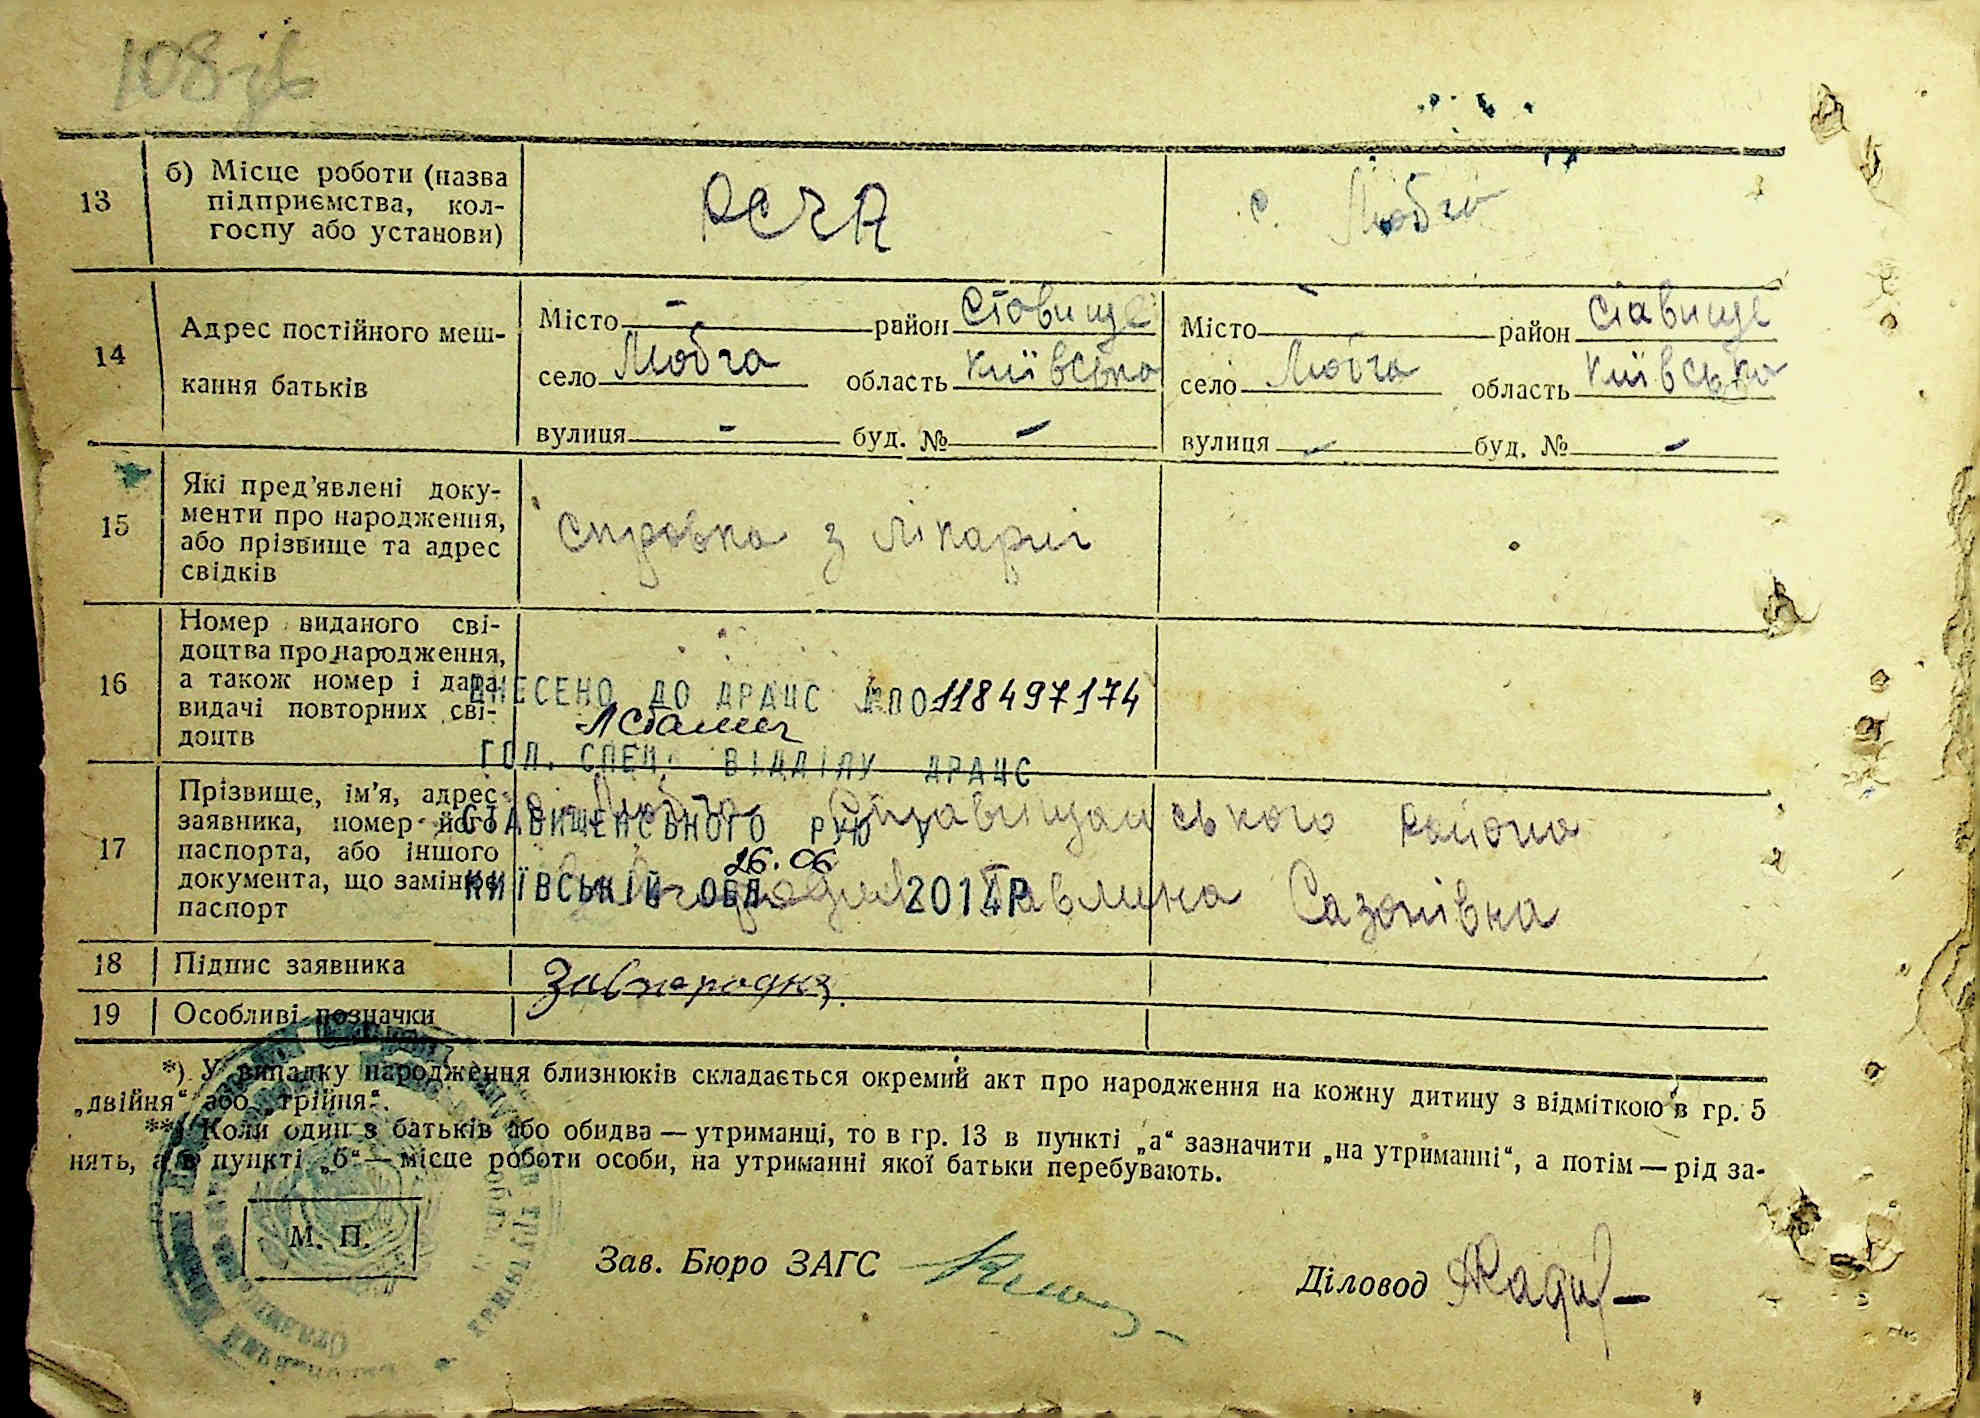 108 зв
13
б) Місце роботи (назва
підприємства, кол-
госпу або установи)
РСЧА
с. Любча
14
Адрес постійного меш-
кання батьків
Місто - район Ставище
село Любча область Київська
вулиця - буд. № -
Місто район Ставище
село Любча область Київська
вулиця - буд. № -
15
Які пред'явлені доку-
менти про народження,
або прізвище та адрес
свідків
Справка з лікарні
16
Номер виданого сві-
доцтва про народження,
а також номер і дата
видачі повторних сві-
доцтв
ВНЕСЕНО ДО ДРАЦС 118497174
ГОЛ. СПЕЦ. ВІДДІЛУ ДРАЦС
17
Прізвище, ім'я, адрес
заявника, номер його
паспорта, або іншого
документа, що замінює
паспорт
Любча Ставищанського району
СТАВИЩЕНСЬКОГО РУЮ
26.06
КИЇВСЬКІЙ ОБЛ. 2014Р
Павлина Сазонівна
18
Підпис заявника
19
Особливі позначки
*) У випадку народження близнюків складається окремий акт про народження на кожну дитину з відміткою в гр. 5
„двійня“ або „трійня“.
**) Коли один з батьків або обидва — утриманці, то в гр. 13 в пункті „а“ зазначити „на утриманні“, а потім — рід за-
нять, а в пункті „б“ — місце роботи особи, на утриманні якої батьки перебувають.
М. П.
Зав. Бюро ЗАГС
Діловод